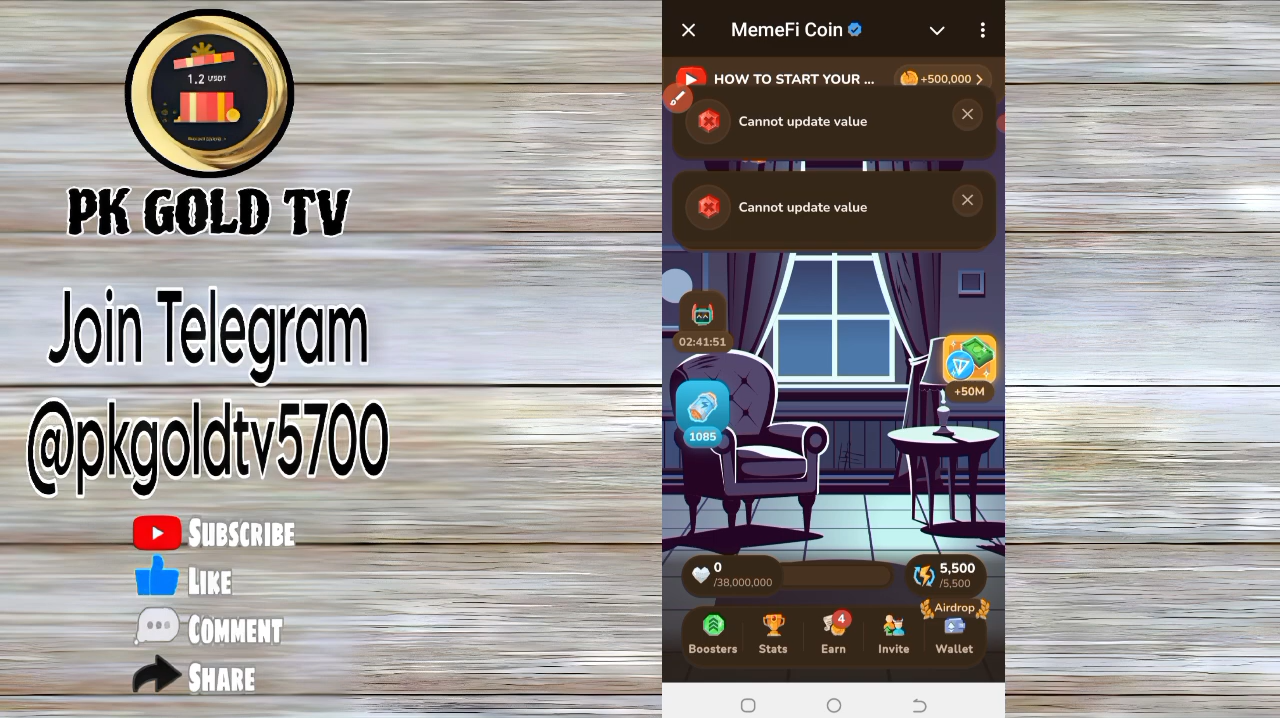 1.2 USDT
PK GOLD TV
Join Telegram
@pkgoldtv5700
SUBSCRIBE
LIKE
COMMENT
SHARE
MemeFi Coin
HOW TO START YOUR ...
+500,000
Cannot update value
Cannot update value
02:41:51
+50M
1085
0
/38,000,000
5,500
/5,500
Airdrop
4
Boosters
Stats
Earn
Invite
Wallet